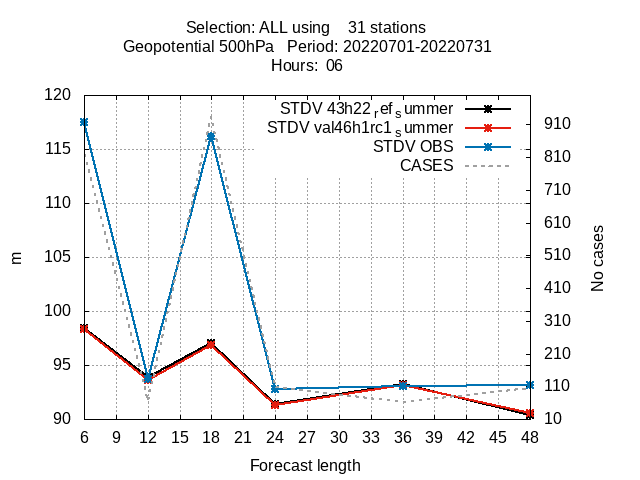 Selection: ALL using    31 stations
Geopotential 500hPa   Period: 20220701-20220731
Hours:  06
STDV 43h22refsummer
STDV val46h1rc1summer
STDV OBS
CASES
120
115
110
105
100
95
90
m
910
810
710
610
510
410
310
210
110
10
No cases
6 9 12 15 18 21 24 27 30 33 36 39 42 45 48
Forecast length